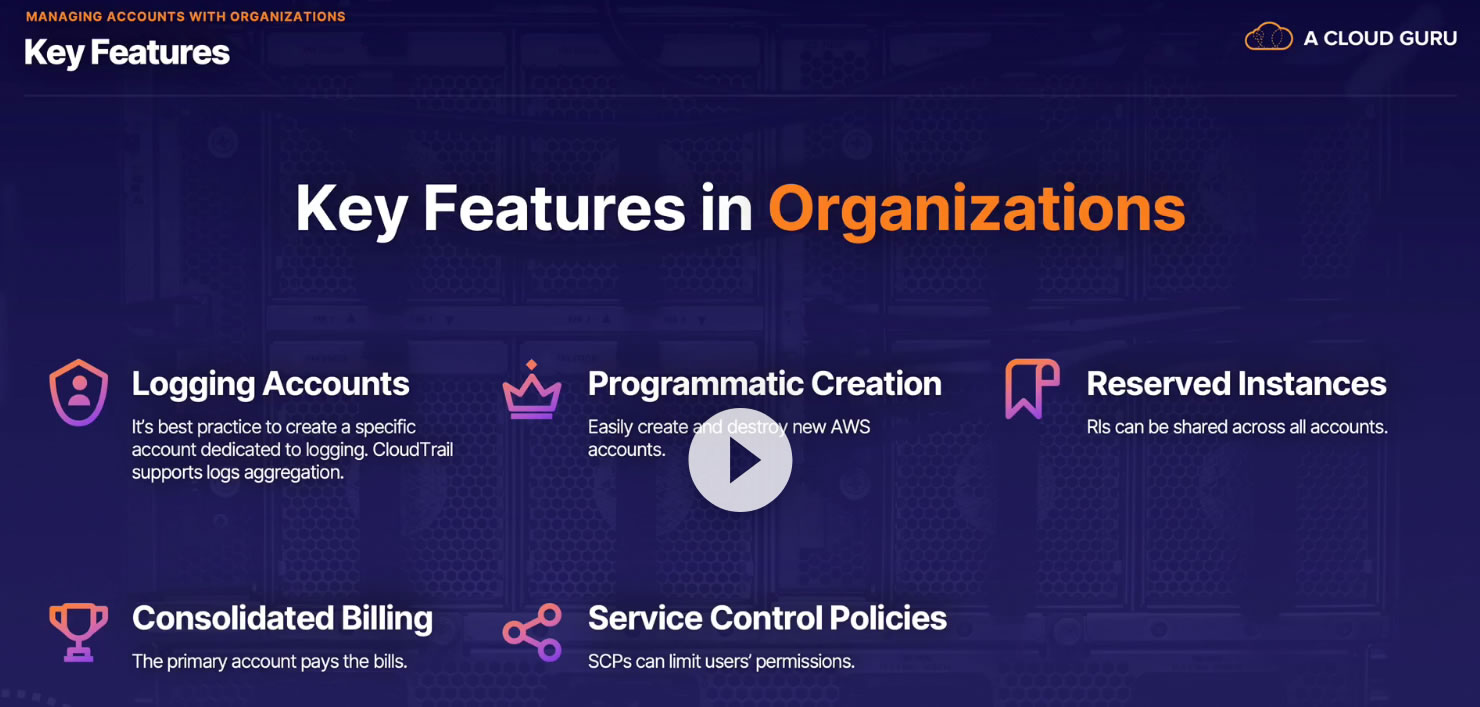 MANAGING ACCOUNTS WITH ORGANIZATIONS
Key Features
A CLOUD GURU
Key Features in Organizations
Logging Accounts
It's best practice to create a specific
account dedicated to logging. CloudTrail
supports logs aggregation.
Programmatic Creation
Easily create and destroy new AWS
accounts.
Reserved Instances
RIs can be shared across all accounts.
Consolidated Billing
The primary account pays the bills.
Service Control Policies
SCPs can limit users' permissions.